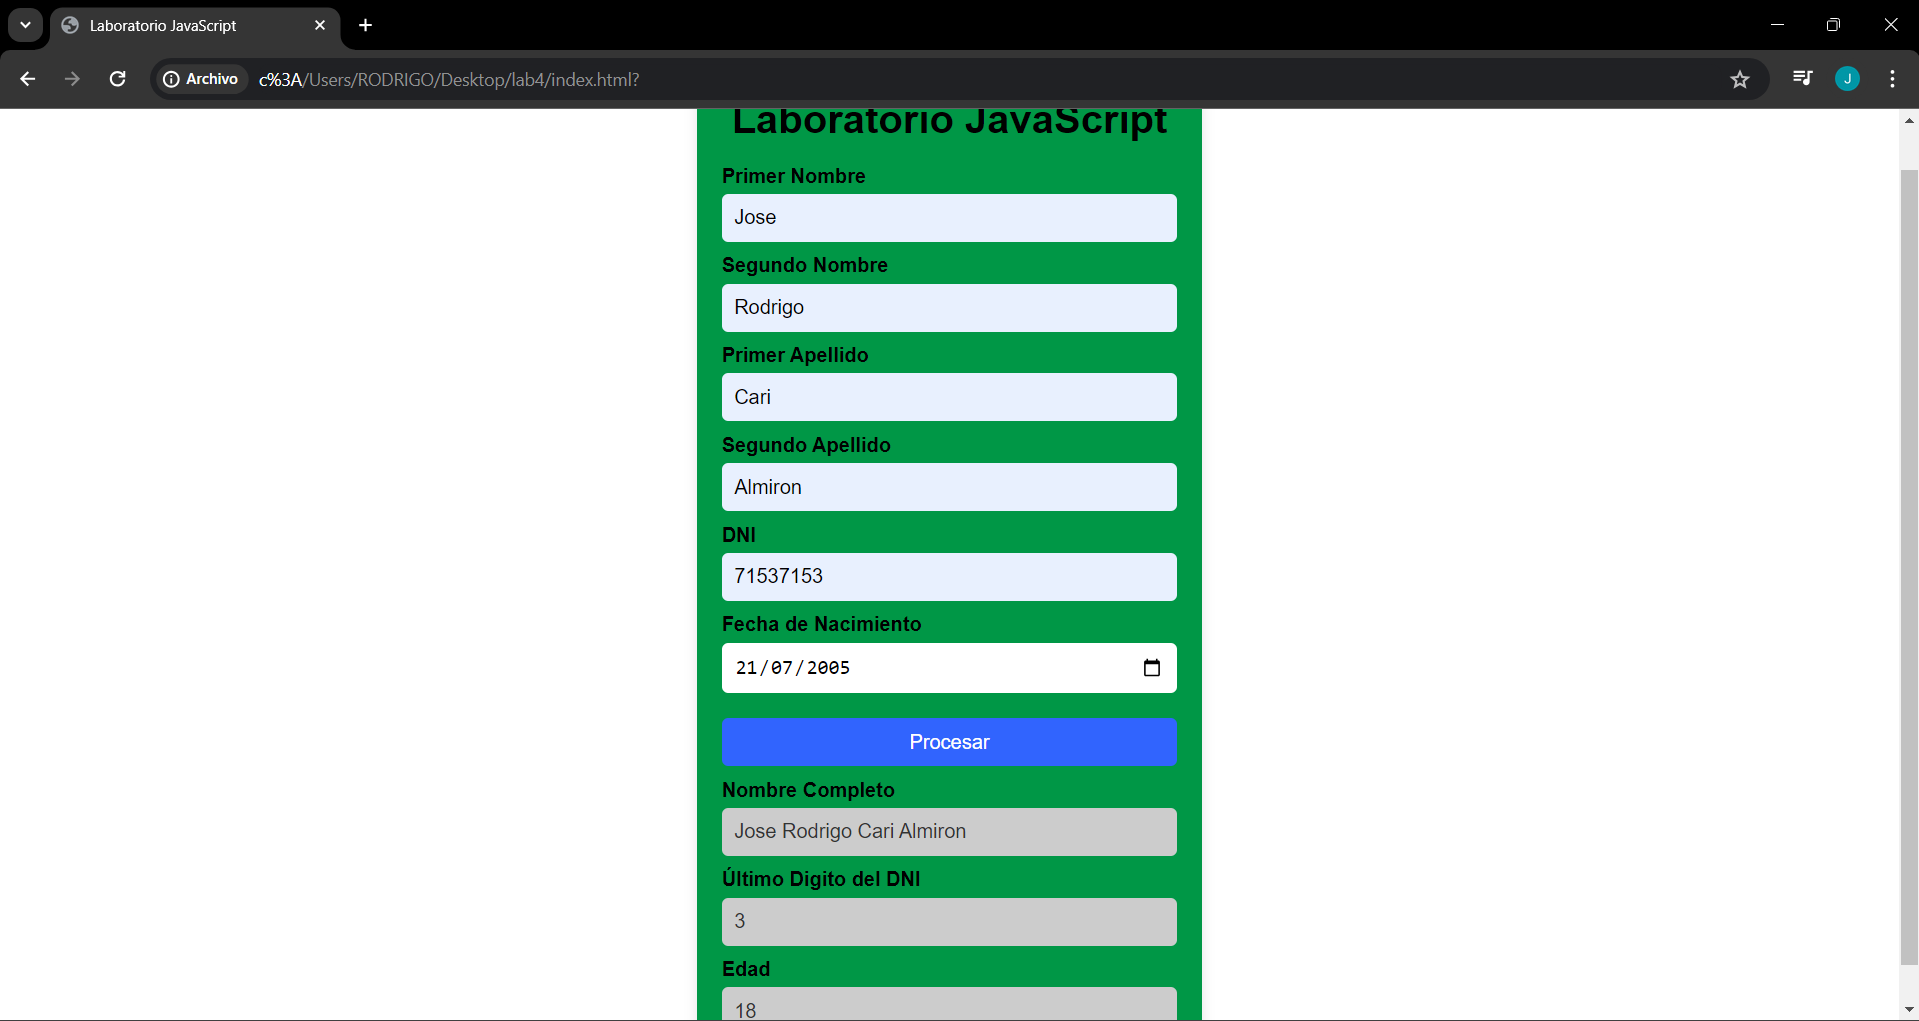 Laboratorio JavaScript
Archivo
c%3A/Users/RODRIGO/Desktop/lab4/index.html?
J
Laboratorio JavaScript
Primer Nombre
Jose
Segundo Nombre
Rodrigo
Primer Apellido
Cari
Segundo Apellido
Almiron
DNI
71537153
Fecha de Nacimiento
21/07/2005
Procesar
Nombre Completo
Jose Rodrigo Cari Almiron
Último Digito del DNI
3
Edad
18